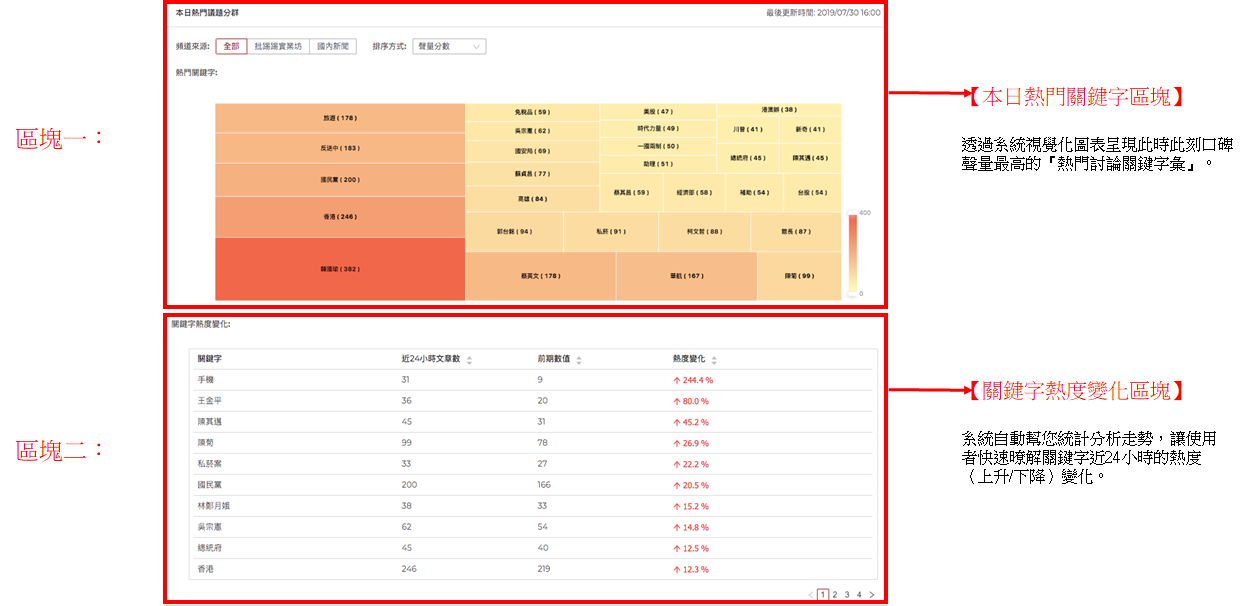 本日熱門議題分群
最後更新時間: 2019/07/30 16:00
頻道來源: 全部 批踢踢實業坊 國內新聞 排序方式: 聲量分數
熱門關鍵字:
區塊一：
旅遊 ( 178 )
反送中 ( 183 )
國民黨 ( 200 )
香港 ( 246 )
韓國瑜 ( 382 )
免稅品 ( 59 )
吳宗憲 ( 62 )
國安局 ( 69 )
蔡貞昌 ( 77 )
高雄 ( 84 )
美股 ( 47 )
時代力量 ( 49 )
一國兩制 ( 50 )
助理 ( 51 )
港澳辦 ( 38 )
川普 ( 41 )
新奇 ( 41 )
總統府 ( 45 )
陳其邁 ( 45 )
蔡其昌 ( 59 )
經濟部 ( 58 )
補助 ( 54 )
台股 ( 54 )
郭台銘 ( 94 )
私菸 ( 91 )
柯文哲 ( 88 )
館長 ( 87 )
蔡英文 ( 178 )
華航 ( 167 )
陳菊 ( 99 )
400
0
【本日熱門關鍵字區塊】
透過系統視覺化圖表呈現此時此刻口碑
聲量最高的『熱門討論關鍵字彙』。
關鍵字熱度變化:
區塊二：
關鍵字 近24小時文章數 前期數值 熱度變化
手機 31 9 ↑ 244.4 %
王金平 36 20 ↑ 80.0 %
陳其邁 45 31 ↑ 45.2 %
陳菊 99 78 ↑ 26.9 %
私菸案 33 27 ↑ 22.2 %
國民黨 200 166 ↑ 20.5 %
林鄭月娥 38 33 ↑ 15.2 %
吳宗憲 62 54 ↑ 14.8 %
總統府 45 40 ↑ 12.5 %
香港 246 219 ↑ 12.3 %
< 1 2 3 4 >
【關鍵字熱度變化區塊】
系統自動幫您統計分析走勢，讓使用
者快速暸解關鍵字近24小時的熱度
（上升/下降）變化。